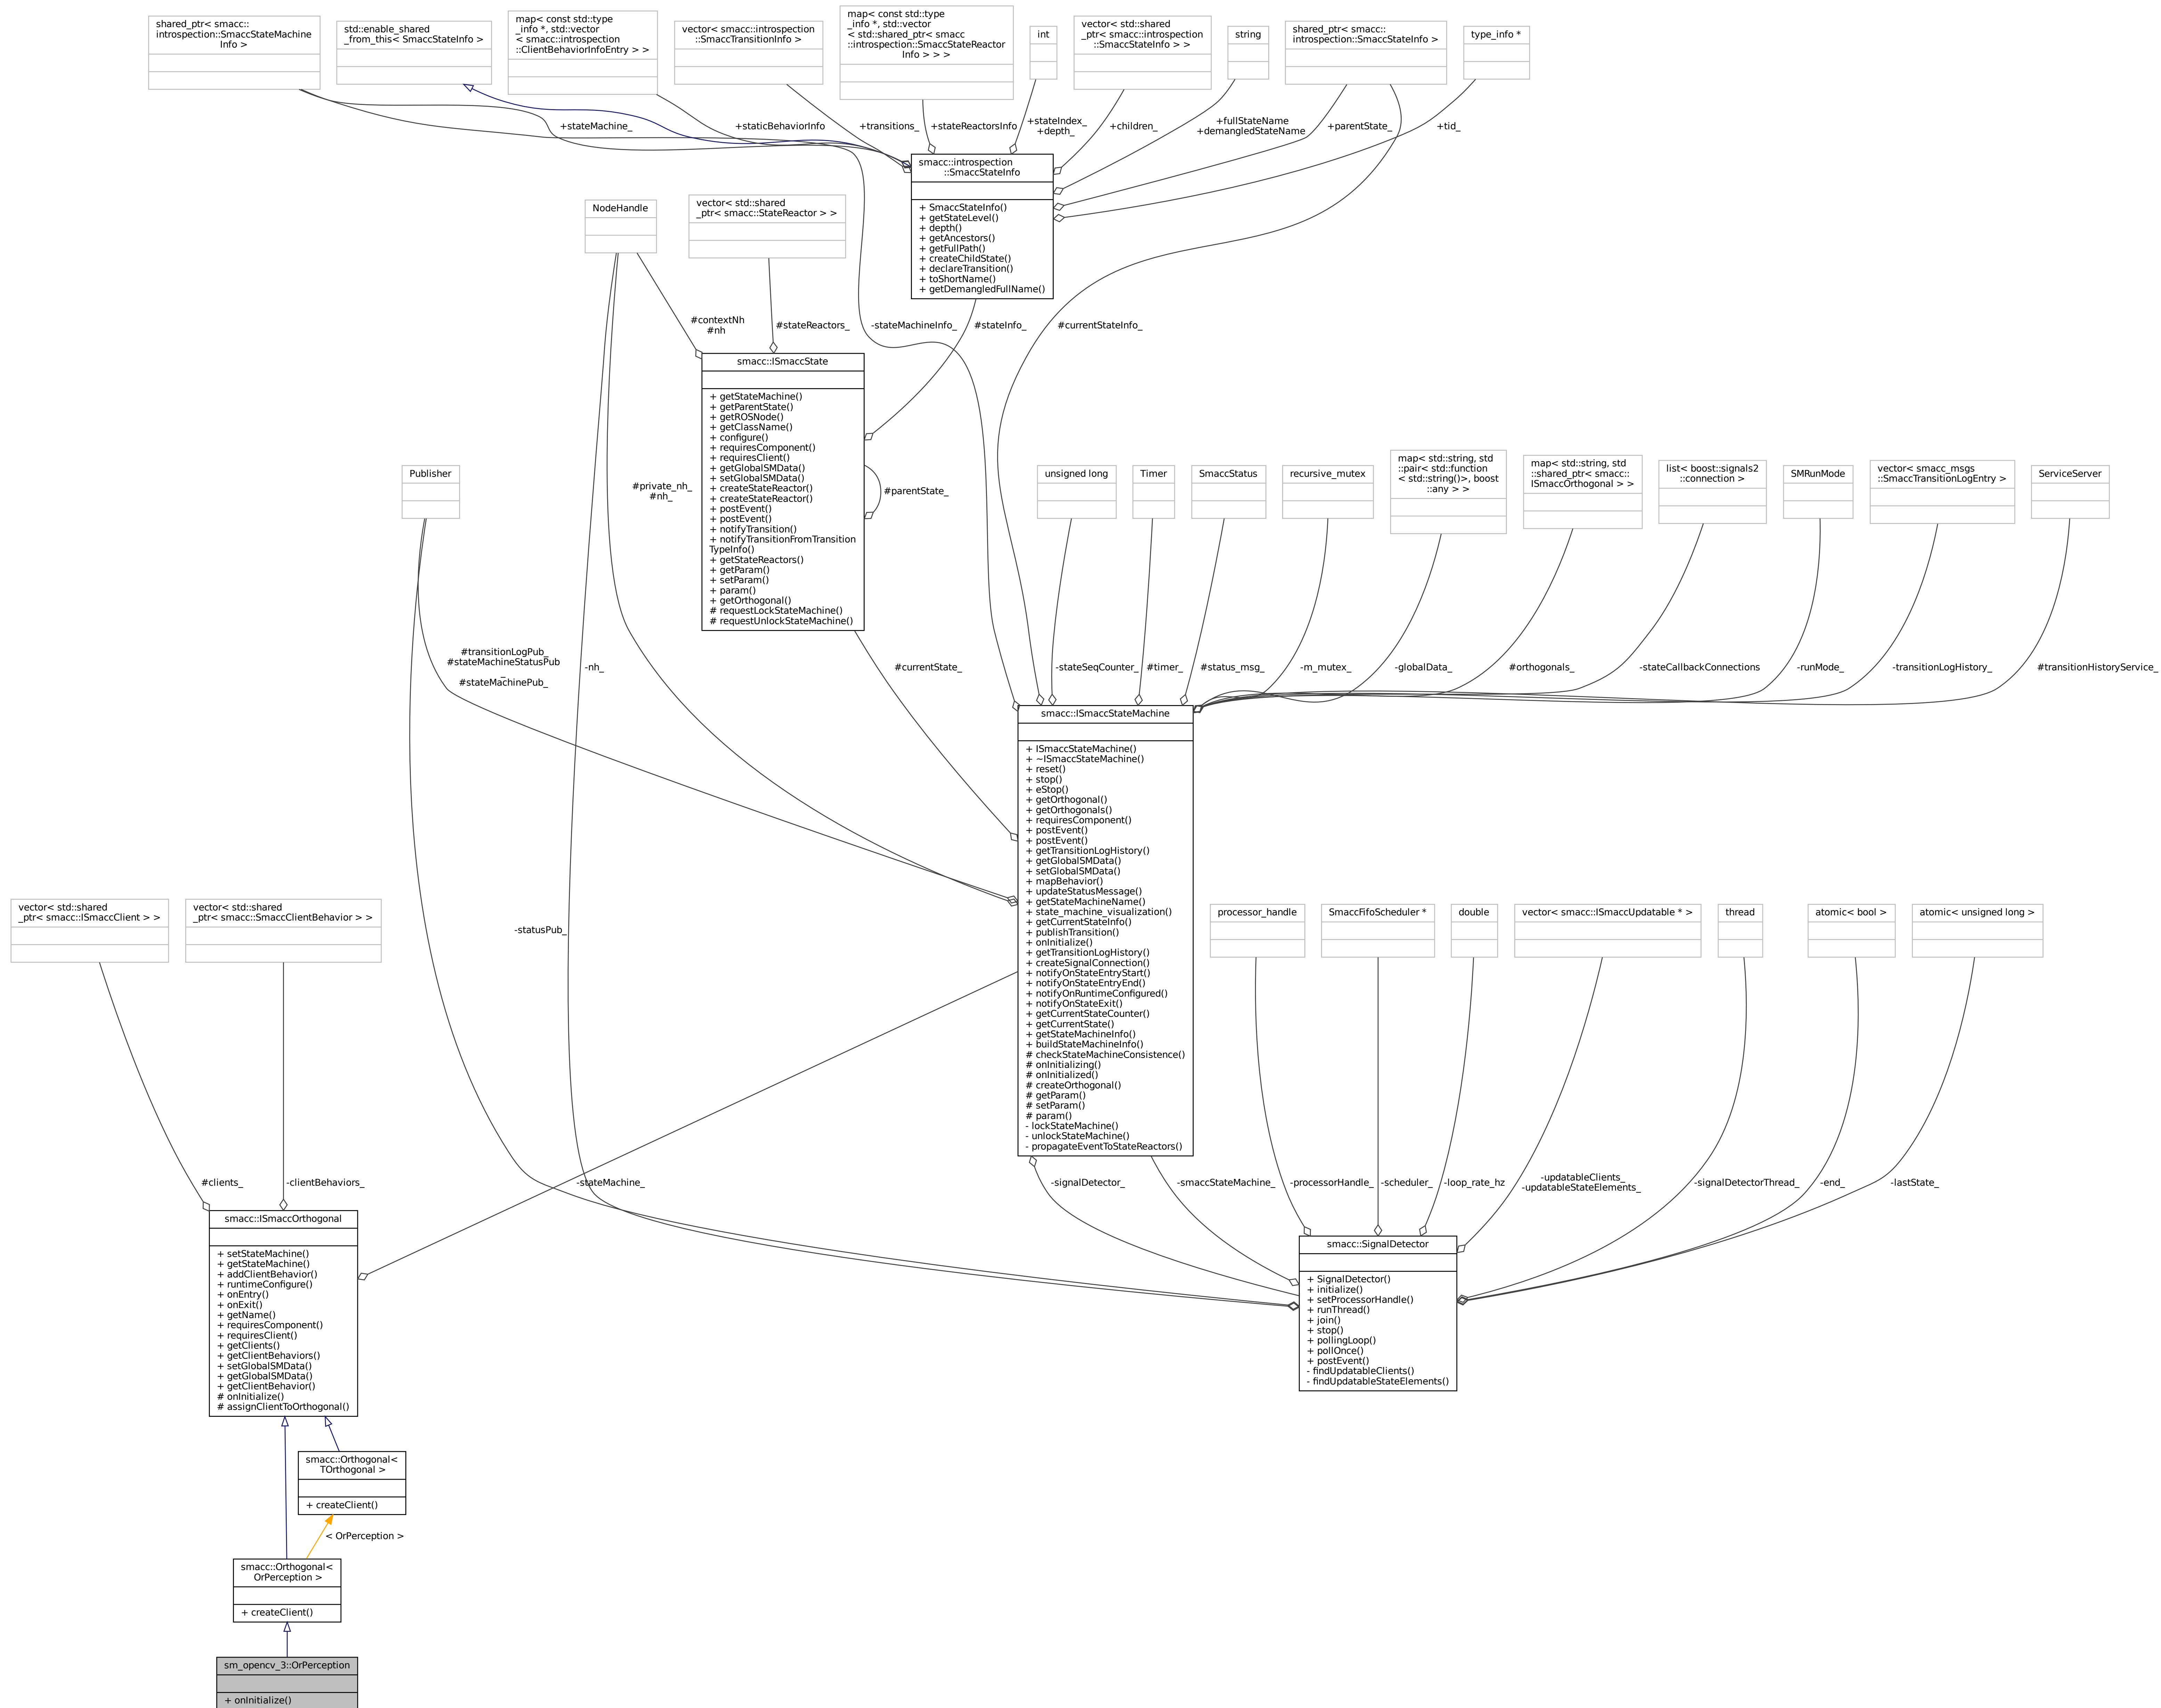 shared_ptr< smacc::
introspection::SmaccStateMachine
Info >
std::enable_shared
_from_this< SmaccStateInfo >
map< const std::type
_info *, std::vector
< smacc::introspection
::ClientBehaviorInfoEntry > >
vector< smacc::introspection
::SmaccTransitionInfo >
map< const std::type
_info *, std::vector
< std::shared_ptr< smacc
::introspection::SmaccStateReactor
Info > > >
int
vector< std::shared
_ptr< smacc::introspection
::SmaccStateInfo > >
string
shared_ptr< smacc::
introspection::SmaccStateInfo >
type_info *
+stateMachine_
+staticBehaviorInfo
+transitions_
+stateReactorsInfo
+stateIndex_
+depth_
+children_
+fullStateName
+demangledStateName
+parentState_
+tid_
smacc::introspection
::SmaccStateInfo
+ SmaccStateInfo()
+ getStateLevel()
+ depth()
+ getAncestors()
+ getFullPath()
+ createChildState()
+ declareTransition()
+ toShortName()
+ getDemangledFullName()
NodeHandle
vector< std::shared
_ptr< smacc::StateReactor > >
#contextNh
#nh
#stateReactors_
-stateMachineInfo_
#stateInfo_
#currentStateInfo_
smacc::ISmaccState
+ getStateMachine()
+ getParentState()
+ getROSNode()
+ getClassName()
+ configure()
+ requiresComponent()
+ requiresClient()
+ getGlobalSMData()
+ setGlobalSMData()
+ createStateReactor()
+ createStateReactor()
+ postEvent()
+ postEvent()
+ notifyTransition()
+ notifyTransitionFromTransition
TypeInfo()
+ getStateReactors()
+ getParam()
+ setParam()
+ param()
+ getOrthogonal()
# requestLockStateMachine()
# requestUnlockStateMachine()
#parentState_
#private_nh_
#nh_
Publisher
unsigned long
Timer
SmaccStatus
recursive_mutex
map< std::string, std
::pair< std::function
< std::string()>, boost
::any > >
map< std::string, std
::shared_ptr< smacc::
ISmaccOrthogonal > >
list< boost::signals2
::connection >
SMRunMode
vector< smacc_msgs
::SmaccTransitionLogEntry >
ServiceServer
#transitionLogPub_
#stateMachineStatusPub
_
#stateMachinePub_
-nh_
#currentState_
-stateSeqCounter_
#timer_
#status_msg_
-m_mutex_
-globalData_
#orthogonals_
-stateCallbackConnections
-runMode_
-transitionLogHistory_
#transitionHistoryService_
smacc::ISmaccStateMachine
+ ISmaccStateMachine()
+ ~ISmaccStateMachine()
+ reset()
+ stop()
+ eStop()
+ getOrthogonal()
+ getOrthogonals()
+ requiresComponent()
+ postEvent()
+ postEvent()
+ getTransitionLogHistory()
+ getGlobalSMData()
+ setGlobalSMData()
+ mapBehavior()
+ updateStatusMessage()
+ getStateMachineName()
+ state_machine_visualization()
+ getCurrentStateInfo()
+ publishTransition()
+ onInitialize()
+ getTransitionLogHistory()
+ createSignalConnection()
+ notifyOnStateEntryStart()
+ notifyOnStateEntryEnd()
+ notifyOnRuntimeConfigured()
+ notifyOnStateExit()
+ getCurrentStateCounter()
+ getCurrentState()
+ getStateMachineInfo()
+ buildStateMachineInfo()
# checkStateMachineConsistence()
# onInitializing()
# onInitialized()
# createOrthogonal()
# getParam()
# setParam()
# param()
- lockStateMachine()
- unlockStateMachine()
- propagateEventToStateReactors()
vector< std::shared
_ptr< smacc::ISmaccClient > >
vector< std::shared
_ptr< smacc::SmaccClientBehavior > >
-statusPub_
processor_handle
SmaccFifoScheduler *
double
vector< smacc::ISmaccUpdatable * >
thread
atomic< bool >
atomic< unsigned long >
#clients_
-clientBehaviors_
-stateMachine_
-signalDetector_
-smaccStateMachine_
-processorHandle_
-scheduler_
-loop_rate_hz
-updatableClients_
-updatableStateElements_
-signalDetectorThread_
-end_
-lastState_
smacc::ISmaccOrthogonal
+ setStateMachine()
+ getStateMachine()
+ addClientBehavior()
+ runtimeConfigure()
+ onEntry()
+ onExit()
+ getName()
+ requiresComponent()
+ requiresClient()
+ getClients()
+ getClientBehaviors()
+ setGlobalSMData()
+ getGlobalSMData()
+ getClientBehavior()
# onInitialize()
# assignClientToOrthogonal()
smacc::SignalDetector
+ SignalDetector()
+ initialize()
+ setProcessorHandle()
+ runThread()
+ join()
+ stop()
+ pollingLoop()
+ pollOnce()
+ postEvent()
- findUpdatableClients()
- findUpdatableStateElements()
smacc::Orthogonal<
TOrthogonal >
+ createClient()
< OrPerception >
smacc::Orthogonal<
OrPerception >
+ createClient()
sm_opencv_3::OrPerception
+ onInitialize()